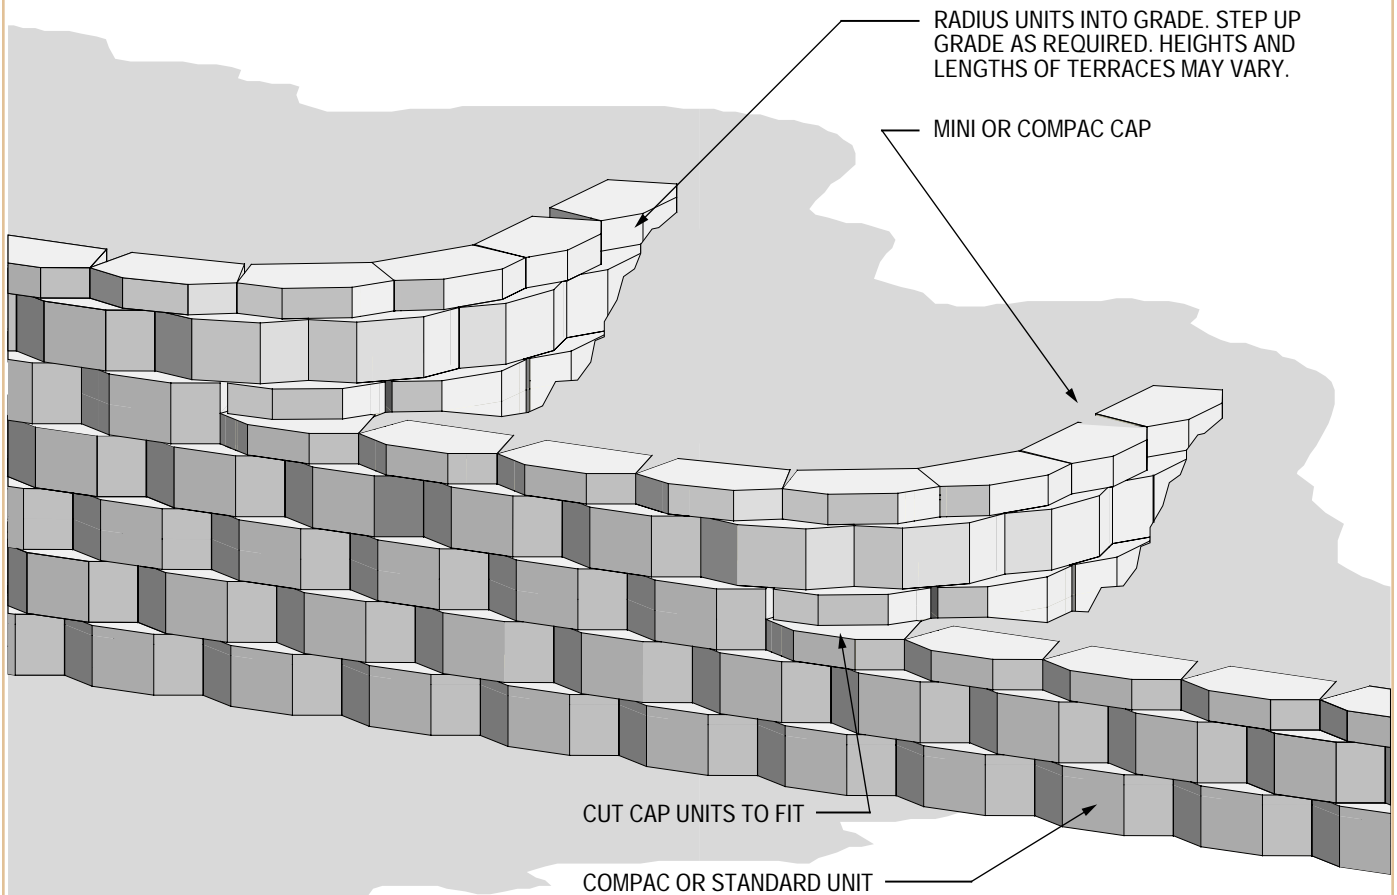 RADIUS UNITS INTO GRADE. STEP UP
GRADE AS REQUIRED. HEIGHTS AND
LENGTHS OF TERRACES MAY VARY.
MINI OR COMPAC CAP
CUT CAP UNITS TO FIT
COMPAC OR STANDARD UNIT